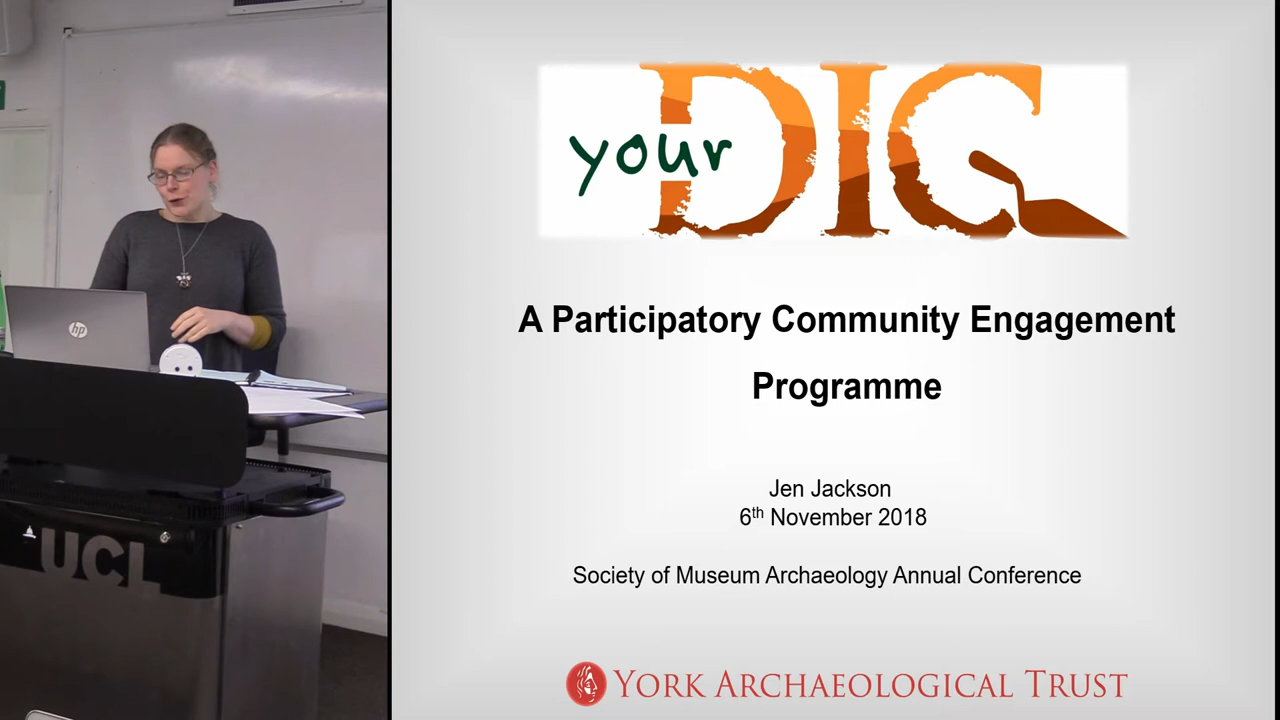 your DIG
A Participatory Community Engagement
Programme
Jen Jackson
6th November 2018
Society of Museum Archaeology Annual Conference
YORK ARCHAEOLOGICAL TRUST
hp
UCL